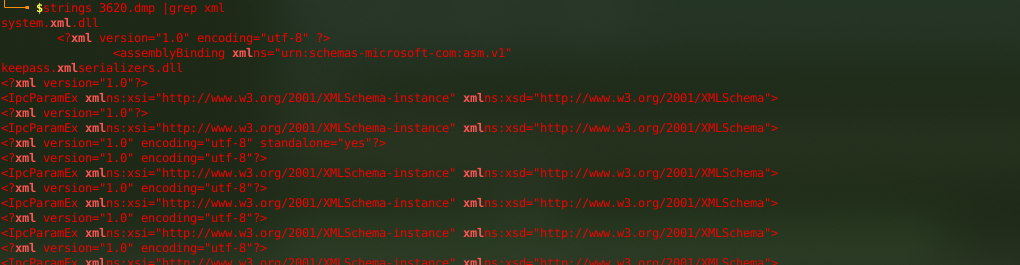 $strings 3620.dmp |grep xml
system.xml.dll
<?xml version="1.0" encoding="utf-8" ?>
<assemblyBinding xmlns="urn:schemas-microsoft-com:asm.v1"
keepass.xmlserializers.dll
<?xml version="1.0"?>
<IpcParamEx xmlns:xsi="http://www.w3.org/2001/XMLSchema-instance" xmlns:xsd="http://www.w3.org/2001/XMLSchema">
<?xml version="1.0"?>
<IpcParamEx xmlns:xsi="http://www.w3.org/2001/XMLSchema-instance" xmlns:xsd="http://www.w3.org/2001/XMLSchema">
<?xml version="1.0" encoding="utf-8" standalone="yes"?>
<?xml version="1.0" encoding="utf-8"?>
<IpcParamEx xmlns:xsi="http://www.w3.org/2001/XMLSchema-instance" xmlns:xsd="http://www.w3.org/2001/XMLSchema">
<?xml version="1.0" encoding="utf-8"?>
<IpcParamEx xmlns:xsi="http://www.w3.org/2001/XMLSchema-instance" xmlns:xsd="http://www.w3.org/2001/XMLSchema">
<?xml version="1.0" encoding="utf-8"?>
<IpcParamEx xmlns:xsi="http://www.w3.org/2001/XMLSchema-instance" xmlns:xsd="http://www.w3.org/2001/XMLSchema">
<?xml version="1.0" encoding="utf-8"?>
<IpcParamEx xmlns:xsi="http://www.w3.org/2001/XMLSchema-instance" xmlns:xsd="http://www.w3.org/2001/XMLSchema">